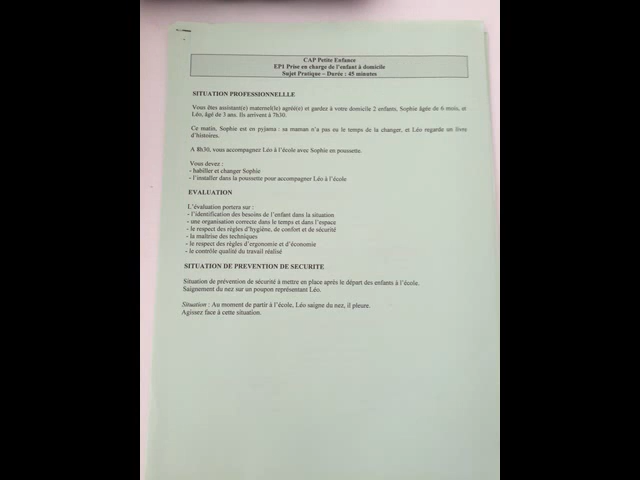 CAP Petite Enfance
EP1 Prise en charge de l'enfant à domicile
Sujet Pratique – Durée : 45 minutes
SITUATION PROFESSIONNELLLE
Vous êtes assistant(e) maternel(le) agréé(e) et gardez à votre domicile 2 enfants, Sophie âgée de 6 mois, et
Léo, âgé de 3 ans. Ils arrivent à 7h30.
Ce matin, Sophie est en pyjama : sa maman n'a pas eu le temps de la changer, et Léo regarde un livre
d'histoires.
A 8h30, vous accompagnez Léo à l'école avec Sophie en poussette.
Vous devez :
- habiller et changer Sophie
- l'installer dans la poussette pour accompagner Léo à l'école
EVALUATION
L'évaluation portera sur :
- l'identification des besoins de l'enfant dans la situation
- une organisation correcte dans le temps et dans l'espace
- le respect des règles d'hygiène, de confort et de sécurité
- la maîtrise des techniques
- le respect des règles d'ergonomie et d'économie
- le contrôle qualité du travail réalisé
SITUATION DE PREVENTION DE SECURITE
Situation de prévention de sécurité à mettre en place après le départ des enfants à l'école.
Saignement du nez sur un poupon représentant Léo.
Situation : Au moment de partir à l'école, Léo saigne du nez, il pleure.
Agissez face à cette situation.